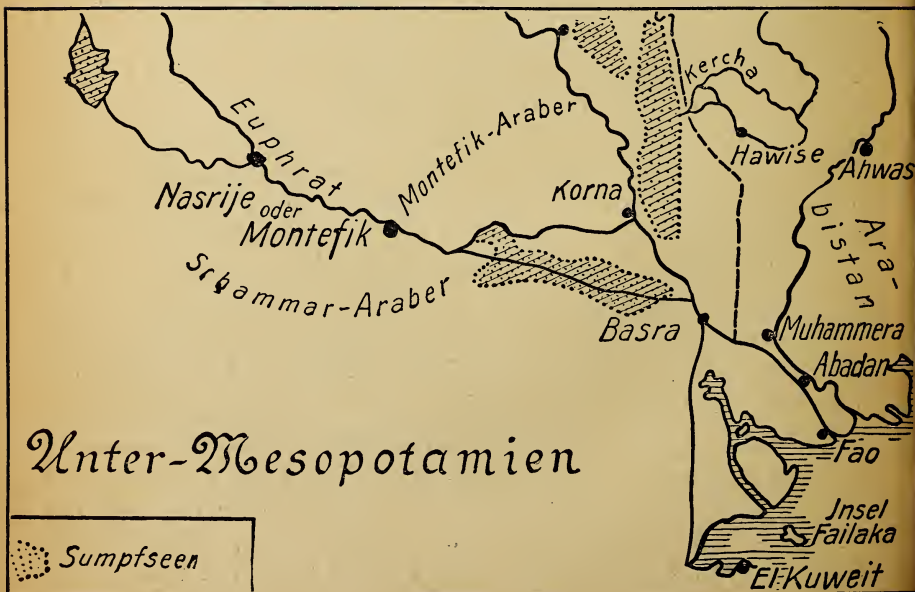 Kercha
Euphrat
Montefik-Araber
Hawise
Ahwas
Nasrije oder
Montefik
Korna
Ara-
bistan
Schammar-Araber
Basra
Muhammera
Abadan
Unter-Mesopotamien
Fao
Jnsel
Failaka
Sumpfseen
El-Kuweit